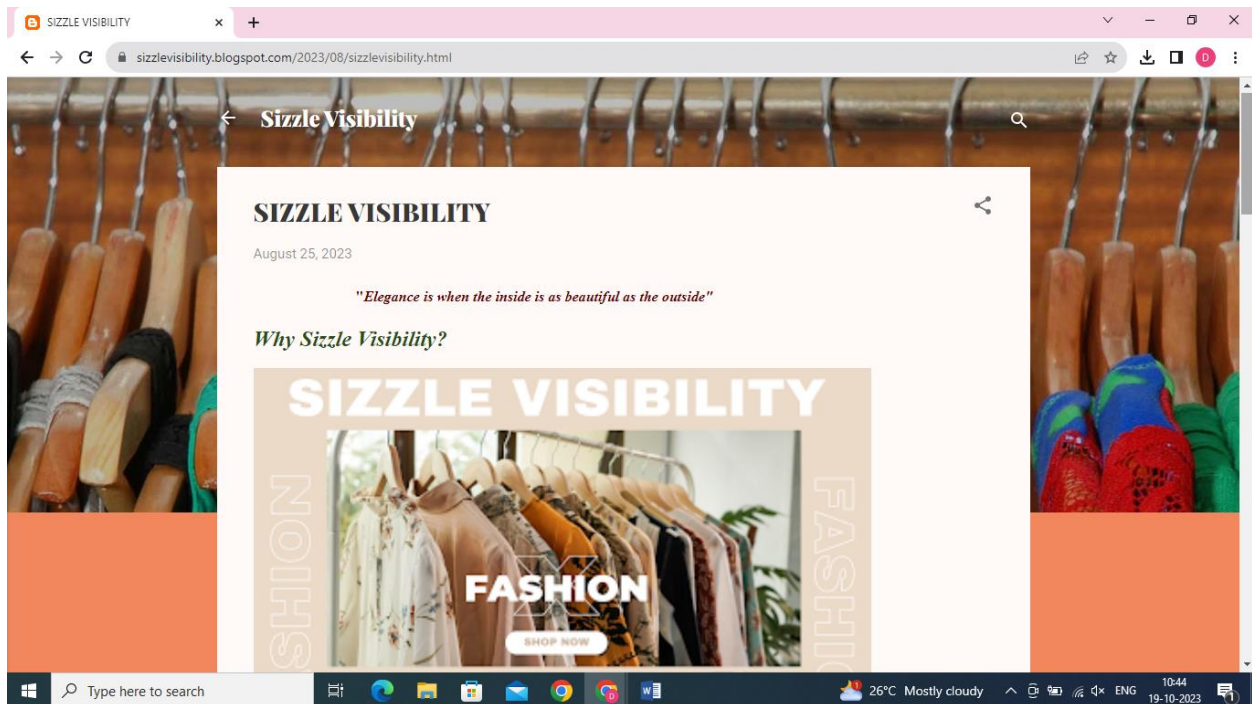 SIZZLE VISIBILITY
sizzlevisibility.blogspot.com/2023/08/sizzlevisibility.html
D
Sizzle Visibility
SIZZLE VISIBILITY
August 25, 2023
"Elegance is when the inside is as beautiful as the outside"
Why Sizzle Visibility?
SIZZLE VISIBILITY
FASHION
FASHION
X
FASHION
SHOP NOW
Type here to search
26°C Mostly cloudy
ENG
10:44
19-10-2023
1